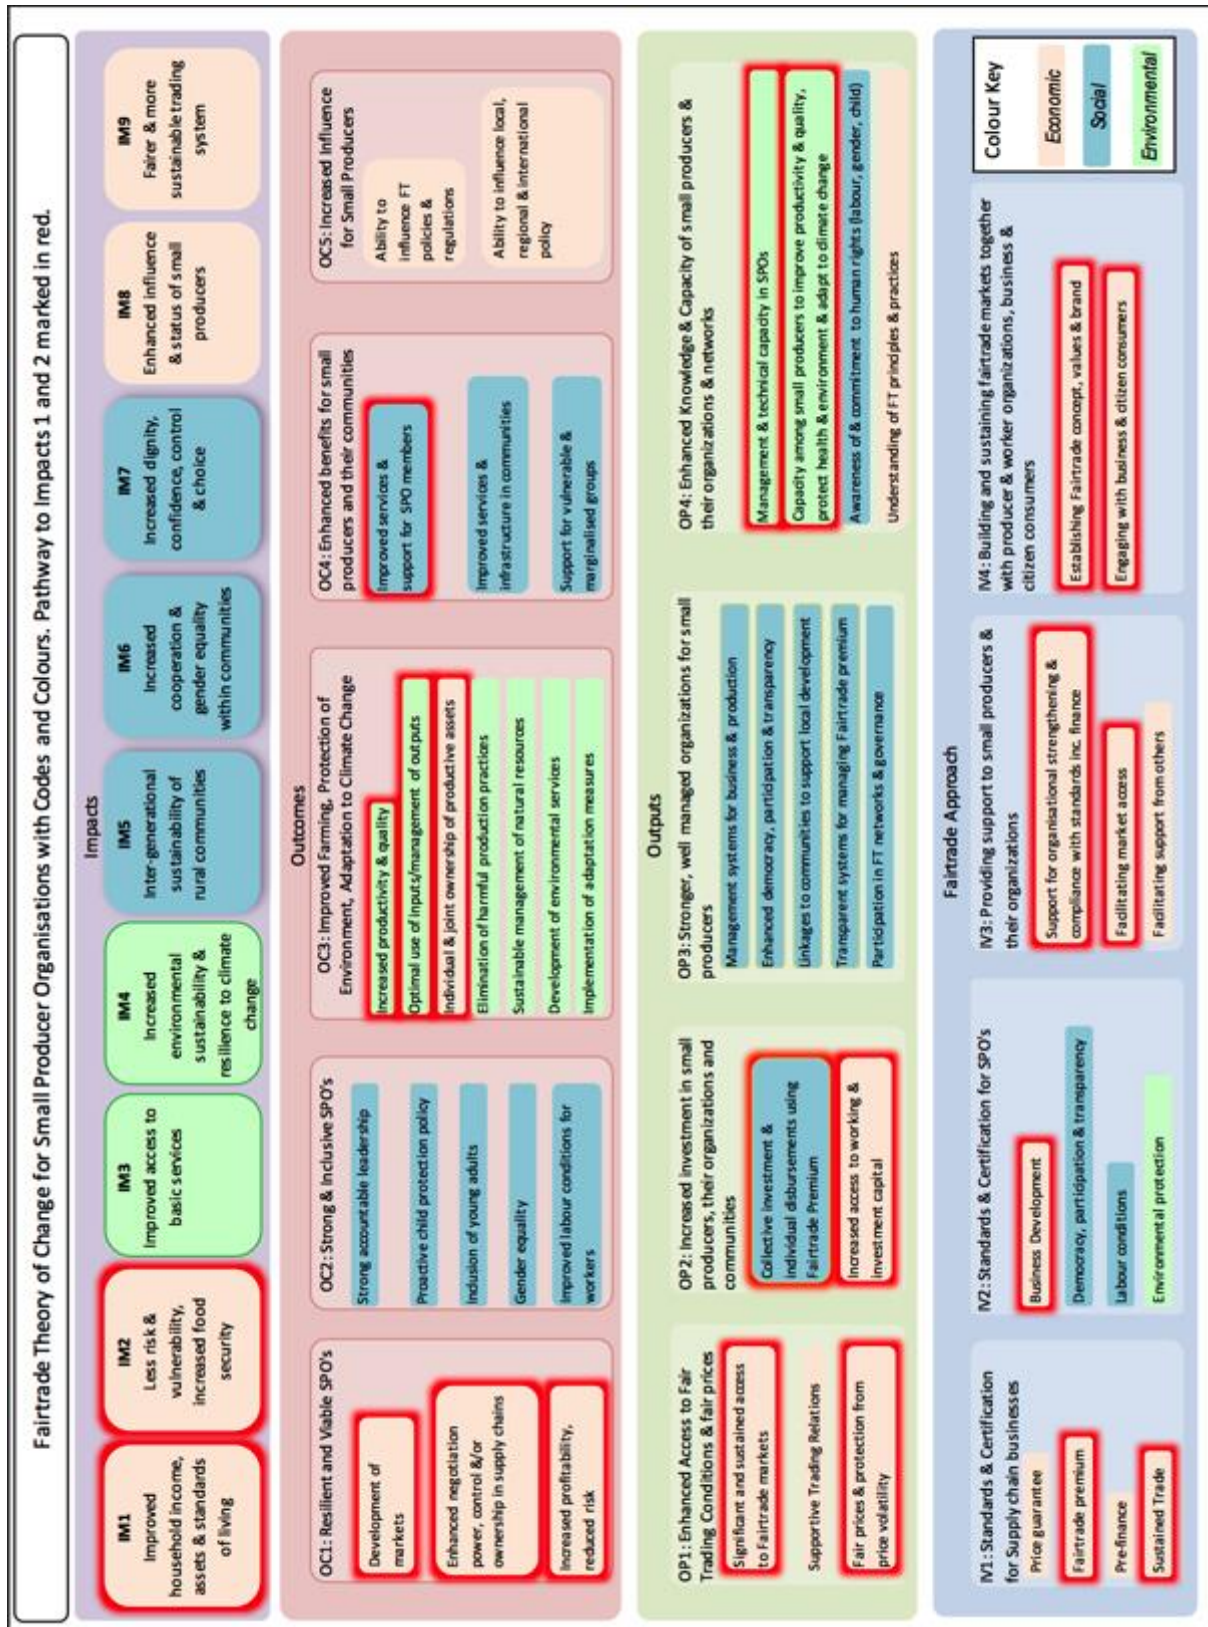 Fairtrade Theory of Change for Small Producer Organisations with Codes and Colours. Pathway to Impacts 1 and 2 marked in red.
Impacts
IM1
Improved
household income,
assets & standards
of living
IM2
Less risk &
vulnerability,
increased food
security
IM3
Improved access to
basic services
IM4
Increased
environmental
sustainability &
resilience to climate
change
IM5
Inter-generational
sustainability of
rural communities
IM6
Increased
cooperation &
gender equality
within communities
IM7
Increased dignity,
confidence, control
& choice
IM8
Enhanced influence
& status of small
producers
IM9
Fairer & more
sustainable trading
system
Outcomes
OC1: Resilient and Viable SPO's
Development of
markets
Enhanced negotiation
power, control &/or
ownership in supply chains
Increased profitability,
reduced risk
OC2: Strong & Inclusive SPO's
Strong accountable leadership
Proactive child protection policy
Inclusion of young adults
Gender equality
Improved labour conditions for
workers
OC3: Improved Farming, Protection of
Environment, Adaptation to Climate Change
Increased productivity & quality
Optimal use of inputs/management of outputs
Individual & joint ownership of productive assets
Elimination of harmful production practices
Sustainable management of natural resources
Development of environmental services
Implementation of adaptation measures
OC4: Enhanced benefits for small
producers and their communities
Improved services &
support for SPO members
Improved services &
infrastructure in communities
Support for vulnerable &
marginalised groups
OC5: Increased Influence
for Small Producers
Ability to
influence FT
policies &
regulations
Ability to influence local,
regional & international
policy
Outputs
OP1: Enhanced Access to Fair
Trading Conditions & fair prices
Significant and sustained access
to Fairtrade markets
Supportive Trading Relations
Fair prices & protection from
price volatility
OP2: Increased investment in small
producers, their organizations and
communities
Collective investment &
individual disbursements using
Fairtrade Premium
Increased access to working &
investment capital
OP3: Stronger, well managed organizations for small
producers
Management systems for business & production
Enhanced democracy, participation & transparency
Linkages to communities to support local development
Transparent systems for managing Fairtrade premium
Participation in FT networks & governance
OP4: Enhanced Knowledge & Capacity of small producers &
their organizations & networks
Management & technical capacity in SPOs
Capacity among small producers to improve productivity & quality,
protect health & environment & adapt to climate change
Awareness of & commitment to human rights (labour, gender, child)
Understanding of FT principles & practices
Fairtrade Approach
IV1: Standards & Certification
for Supply chain businesses
Price guarantee
Fairtrade premium
Pre-finance
Sustained Trade
IV2: Standards & Certification for SPO's
Business Development
Democracy, participation & transparency
Labour conditions
Environmental protection
IV3: Providing support to small producers &
their organizations
Support for organisational strengthening &
compliance with standards inc. finance
Facilitating market access
Facilitating support from others
IV4: Building and sustaining fairtrade markets together
with producer & worker organizations, business &
citizen consumers
Establishing Fairtrade concept, values & brand
Engaging with business & citizen consumers
Colour Key
Economic
Social
Environmental